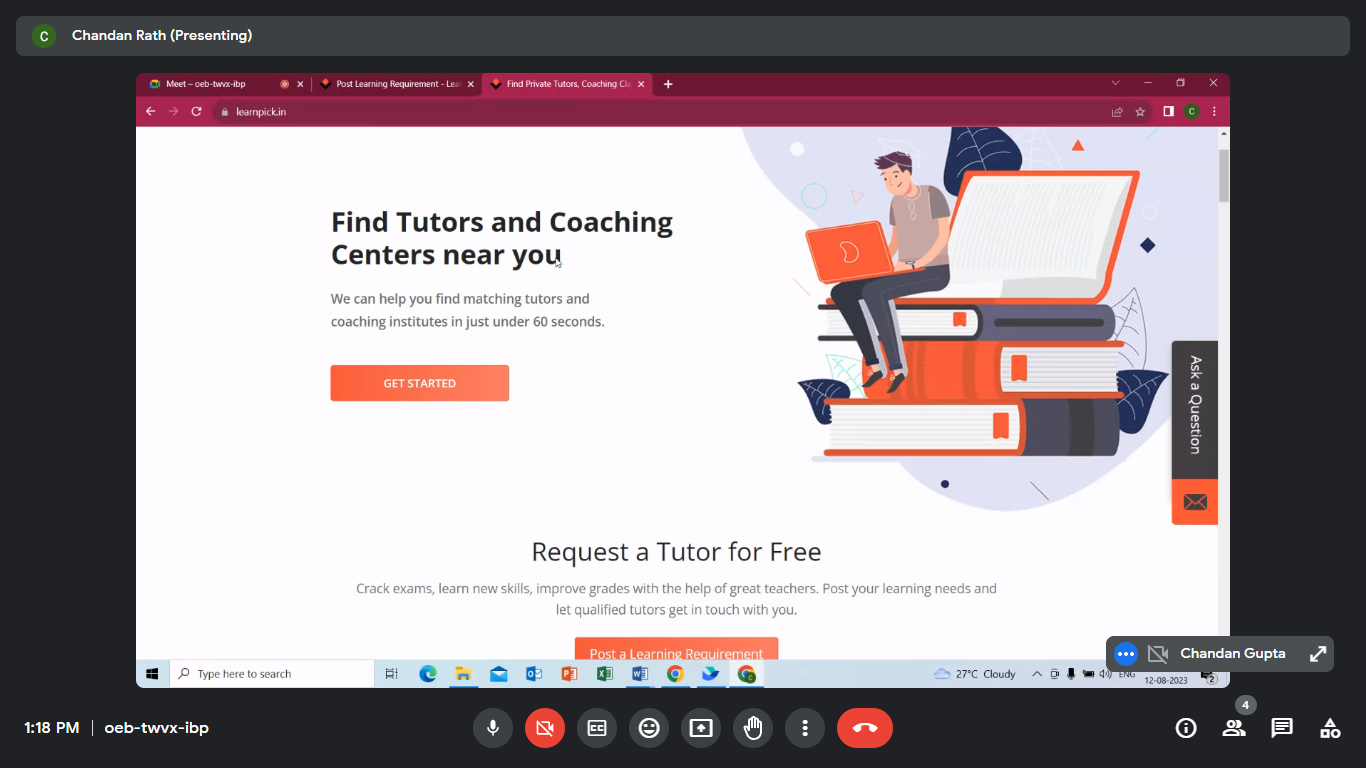 C Chandan Rath (Presenting)
Meet – oeb-twvx-ibp
Post Learning Requirement - Lea
Find Private Tutors, Coaching Cla
learnpick.in
C
Find Tutors and Coaching
Centers near you
We can help you find matching tutors and
coaching institutes in just under 60 seconds.
GET STARTED
Ask a Question
Request a Tutor for Free
Crack exams, learn new skills, improve grades with the help of great teachers. Post your learning needs and
let qualified tutors get in touch with you.
Post a Learning Requirement
Chandan Gupta
Type here to search
27°C Cloudy
ENG
12-08-2023
2
4
1:18 PM | oeb-twvx-ibp